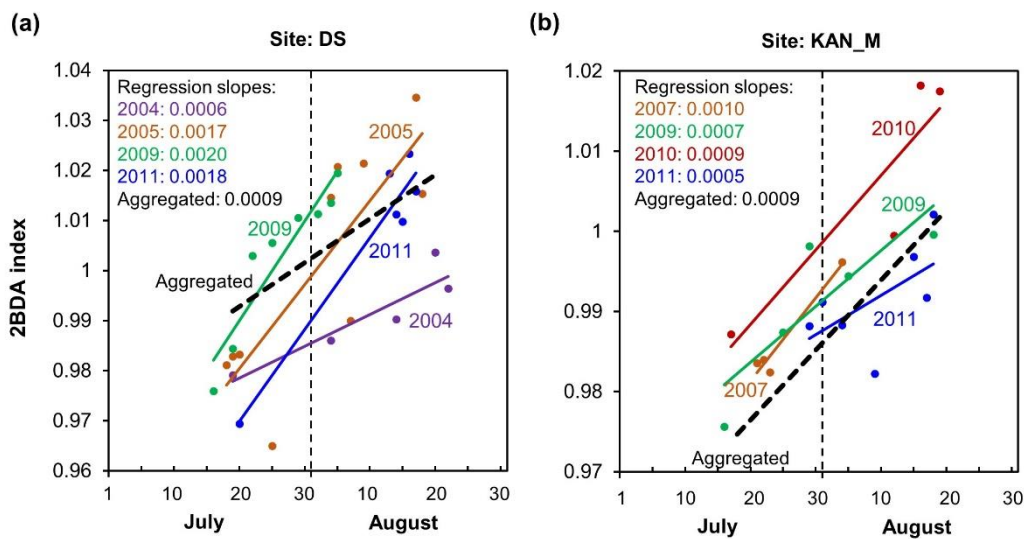 (a)
Site: DS
2BDA index
1.04
1.03
1.02
1.01
1
0.99
0.98
0.97
0.96
Regression slopes:
2004: 0.0006
2005: 0.0017
2009: 0.0020
2011: 0.0018
Aggregated: 0.0009
2005
2009
2011
Aggregated
2004
1 10 20 30 10 20 30
July August
(b)
Site: KAN_M
1.02
1.01
1
0.99
0.98
0.97
Regression slopes:
2007: 0.0010
2009: 0.0007
2010: 0.0009
2011: 0.0005
Aggregated: 0.0009
2010
2009
2011
2007
Aggregated
1 10 20 30 10 20 30
July August